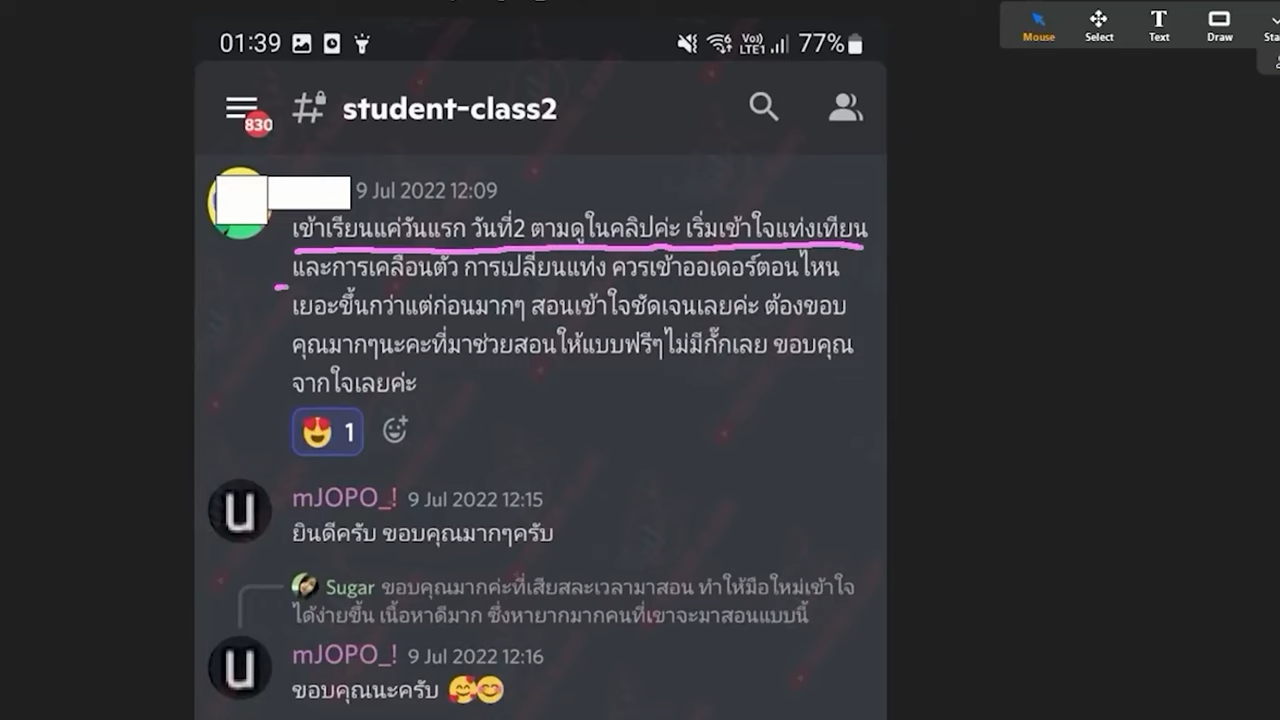 01:39 Vo)) LTE1 77%
Mouse Select Text Draw
830 student-class2
9 Jul 2022 12:09
เข้าเรียนแค่วันแรก วันที่2 ตามดูในคลิปค่ะ เริ่มเข้าใจแท่งเทียน
และการเคลื่อนตัว การเปลี่ยนแท่ง ควรเข้าออเดอร์ตอนไหน
เยอะขึ้นกว่าแต่ก่อนมากๆ สอนเข้าใจชัดเจนเลยค่ะ ต้องขอบ
คุณมากๆนะคะที่มาช่วยสอนให้แบบฟรีๆไม่มีกั๊กเลย ขอบคุณ
จากใจเลยค่ะ
1
mJOPO_! 9 Jul 2022 12:15
ยินดีครับ ขอบคุณมากๆครับ
Sugar ขอบคุณมากค่ะที่เสียสละเวลามาสอน ทำให้มือใหม่เข้าใจ
ได้ง่ายขึ้น เนื้อหาดีมาก ซึ่งหายากมากคนที่เขาจะมาสอนแบบนี้
mJOPO_! 9 Jul 2022 12:16
ขอบคุณนะครับ